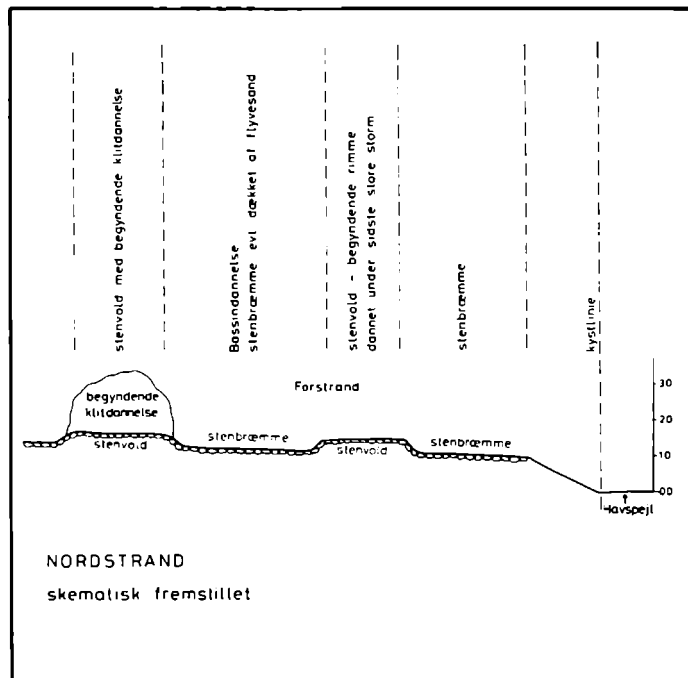 stenvold med begyndende klitdannelse
Bassindannelse
stenbræmme evt dækket af flyvesand
stenvold - begyndende rimme
dannet under sidste store storm
stenbræmme
kystlinie
Forstrand
begyndende
klitdannelse
stenvold
stenbræmme
stenvold
stenbræmme
30
20
10
00
Havspejl
NORDSTRAND
skematisk fremstillet